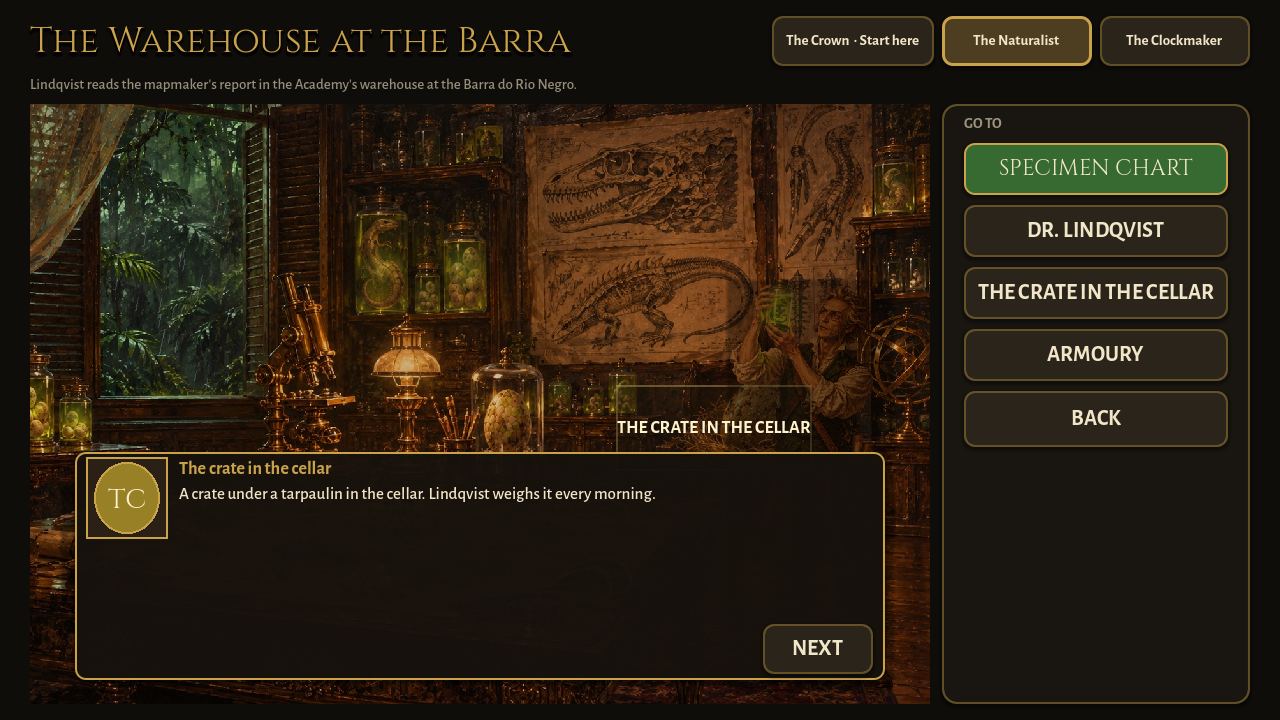 The Warehouse at the Barra
The Crown · Start here
The Naturalist
The Clockmaker
Lindqvist reads the mapmaker's report in the Academy's warehouse at the Barra do Rio Negro.
GO TO
SPECIMEN CHART
DR. LINDQVIST
THE CRATE IN THE CELLAR
ARMOURY
BACK
THE CRATE IN THE CELLAR
TC
The crate in the cellar
A crate under a tarpaulin in the cellar. Lindqvist weighs it every morning.
NEXT